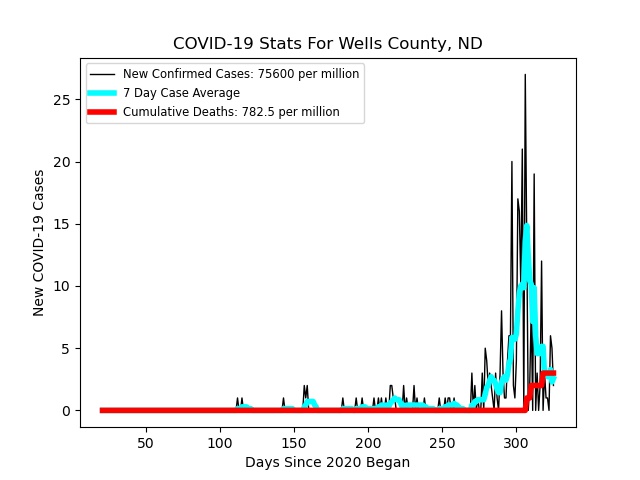 COVID-19 Stats For Wells County, ND
New Confirmed Cases: 75600 per million
7 Day Case Average
Cumulative Deaths: 782.5 per million
New COVID-19 Cases
25
20
15
10
5
0
50 100 150 200 250 300
Days Since 2020 Began